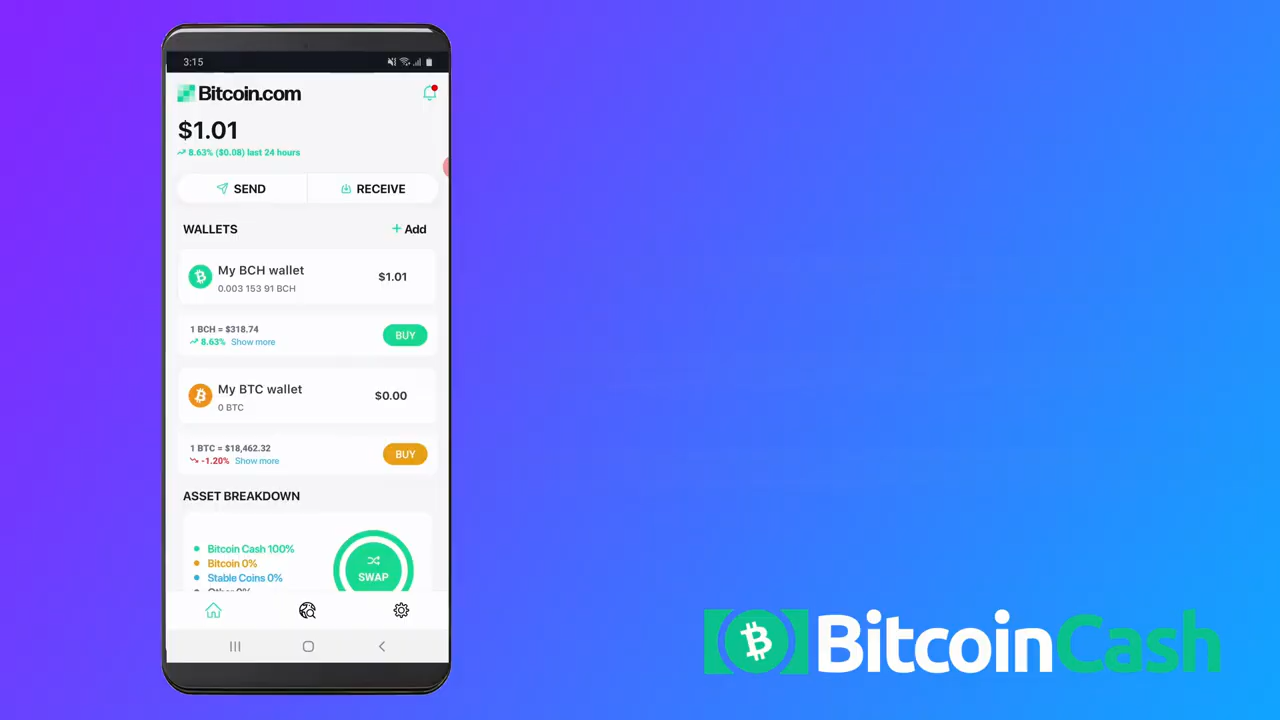 3:15
Bitcoin.com
$1.01
8.63% ($0.08) last 24 hours
SEND
RECEIVE
WALLETS
+ Add
My BCH wallet
$1.01
0.003 153 91 BCH
1 BCH = $318.74
8.63% Show more
BUY
My BTC wallet
$0.00
0 BTC
1 BTC = $18,462.32
-1.20% Show more
BUY
ASSET BREAKDOWN
Bitcoin Cash 100%
Bitcoin 0%
Stable Coins 0%
Other 0%
SWAP
BitcoinCash